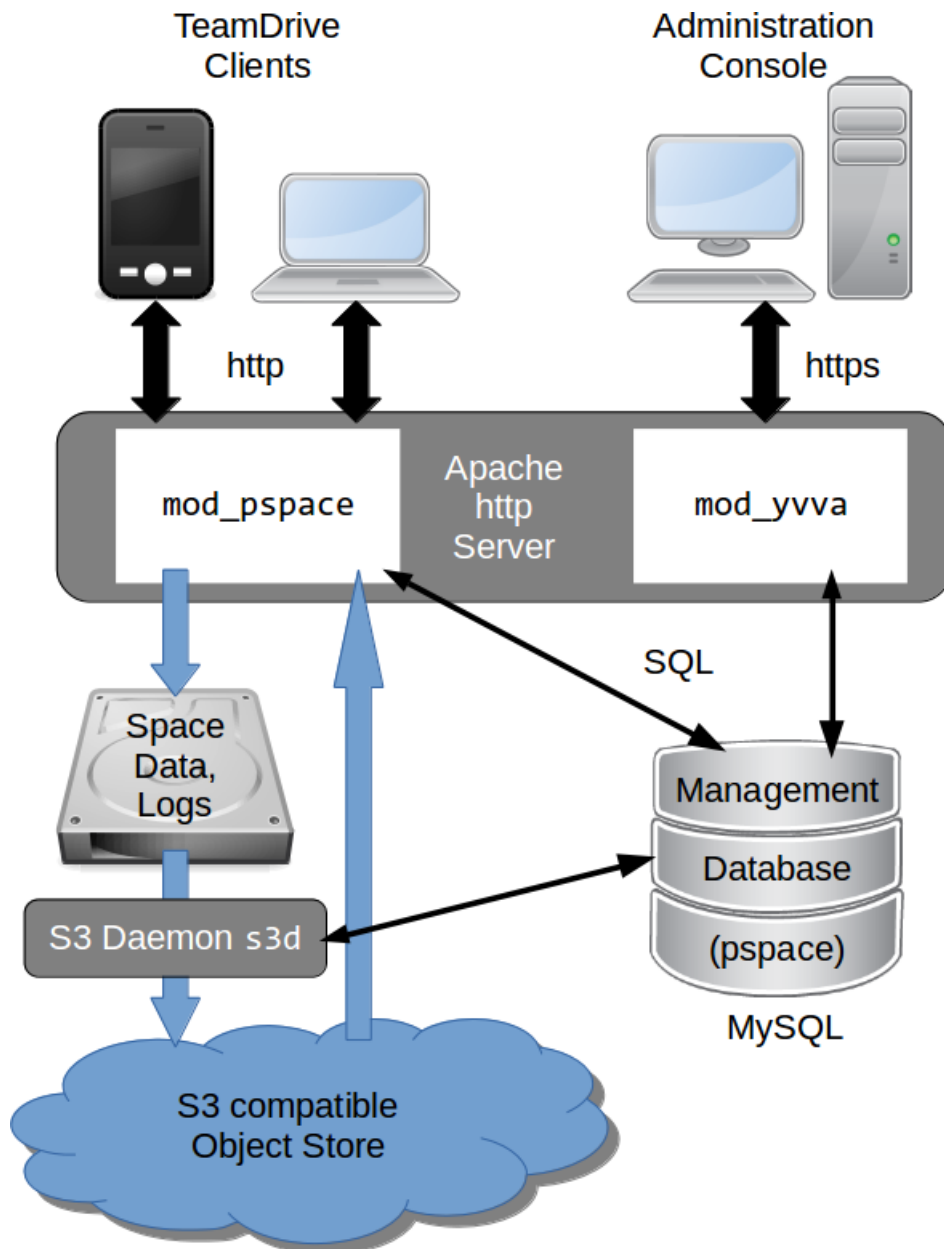 TeamDrive
Clients
Administration
Console
http
https
mod_pspace
Apache
http
Server
mod_yvva
SQL
Space
Data,
Logs
Management
Database
(pspace)
S3 Daemon s3d
MySQL
S3 compatible
Object Store